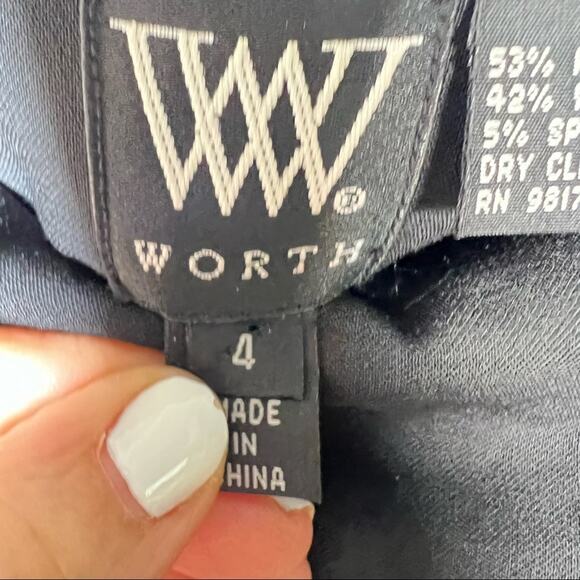 W
WORTH
4
MADE
IN
CHINA
53%
42%
5% SP
DRY CL
RN 9817